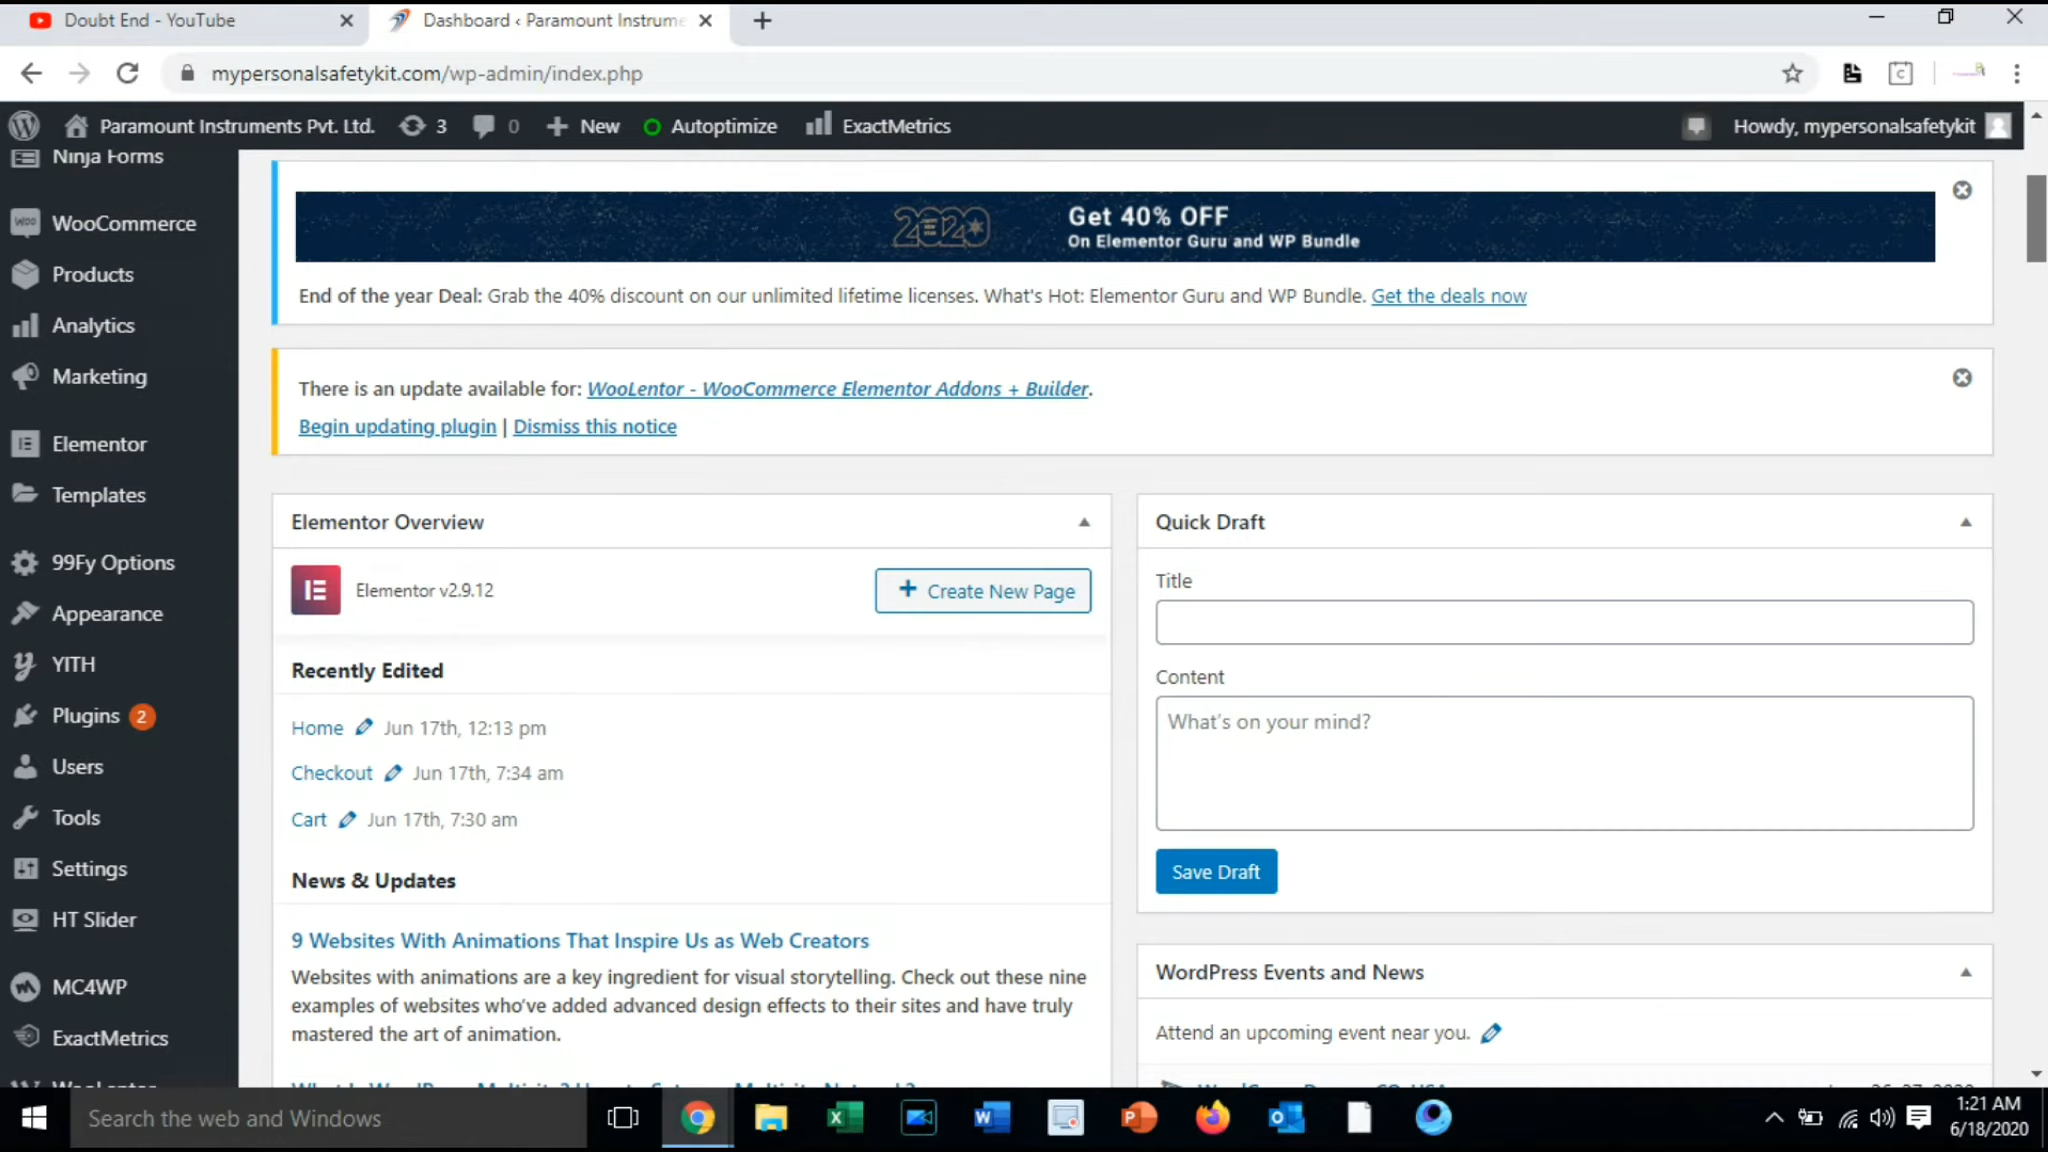 Doubt End - YouTube
Dashboard ‹ Paramount Instrume
mypersonalsafetykit.com/wp-admin/index.php
Paramount Instruments Pvt. Ltd. 3 0 New Autoptimize ExactMetrics Howdy, mypersonalsafetykit
Ninja Forms
WooCommerce
Products
Analytics
Marketing
Elementor
Templates
99Fy Options
Appearance
YITH
Plugins 2
Users
Tools
Settings
HT Slider
MC4WP
ExactMetrics
2020
Get 40% OFF
On Elementor Guru and WP Bundle
End of the year Deal: Grab the 40% discount on our unlimited lifetime licenses. What's Hot: Elementor Guru and WP Bundle. Get the deals now
There is an update available for: WooLentor - WooCommerce Elementor Addons + Builder.
Begin updating plugin | Dismiss this notice
Elementor Overview
Elementor v2.9.12
+ Create New Page
Recently Edited
Home Jun 17th, 12:13 pm
Checkout Jun 17th, 7:34 am
Cart Jun 17th, 7:30 am
News & Updates
9 Websites With Animations That Inspire Us as Web Creators
Websites with animations are a key ingredient for visual storytelling. Check out these nine
examples of websites who've added advanced design effects to their sites and have truly
mastered the art of animation.
Quick Draft
Title
Content
What's on your mind?
Save Draft
WordPress Events and News
Attend an upcoming event near you.
Search the web and Windows
1:21 AM
6/18/2020